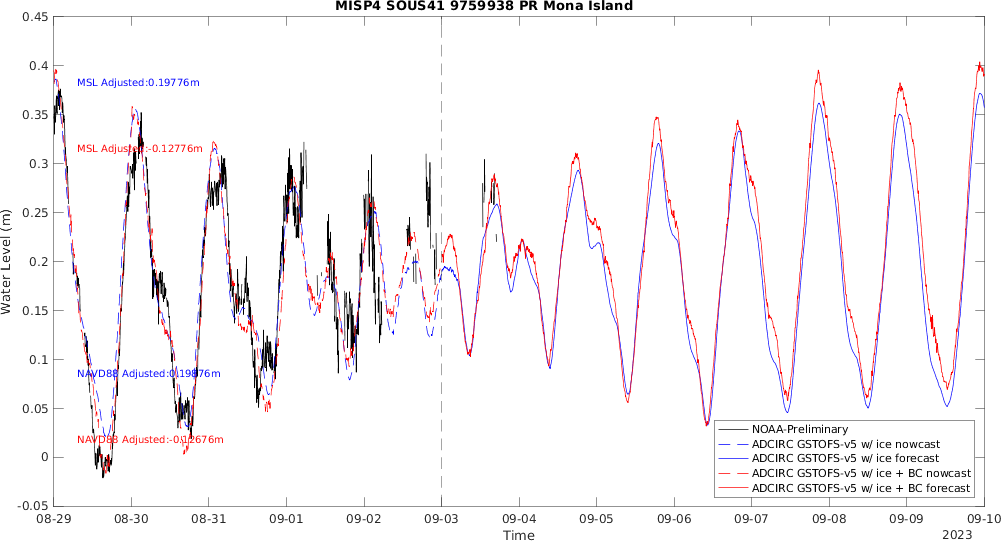 MISP4 SOUS41 9759938 PR Mona Island
0.45
0.4
0.35
0.3
0.25
0.2
0.15
0.1
0.05
0
-0.05
Water Level (m)
MSL Adjusted:0.19776m
MSL Adjusted:-0.12776m
NAVD88 Adjusted:0.19876m
NAVD88 Adjusted:-0.12676m
NOAA-Preliminary
ADCIRC GSTOFS-v5 w/ ice nowcast
ADCIRC GSTOFS-v5 w/ ice forecast
ADCIRC GSTOFS-v5 w/ ice + BC nowcast
ADCIRC GSTOFS-v5 w/ ice + BC forecast
08-29 08-30 08-31 09-01 09-02 09-03 09-04 09-05 09-06 09-07 09-08 09-09 09-10
Time
2023